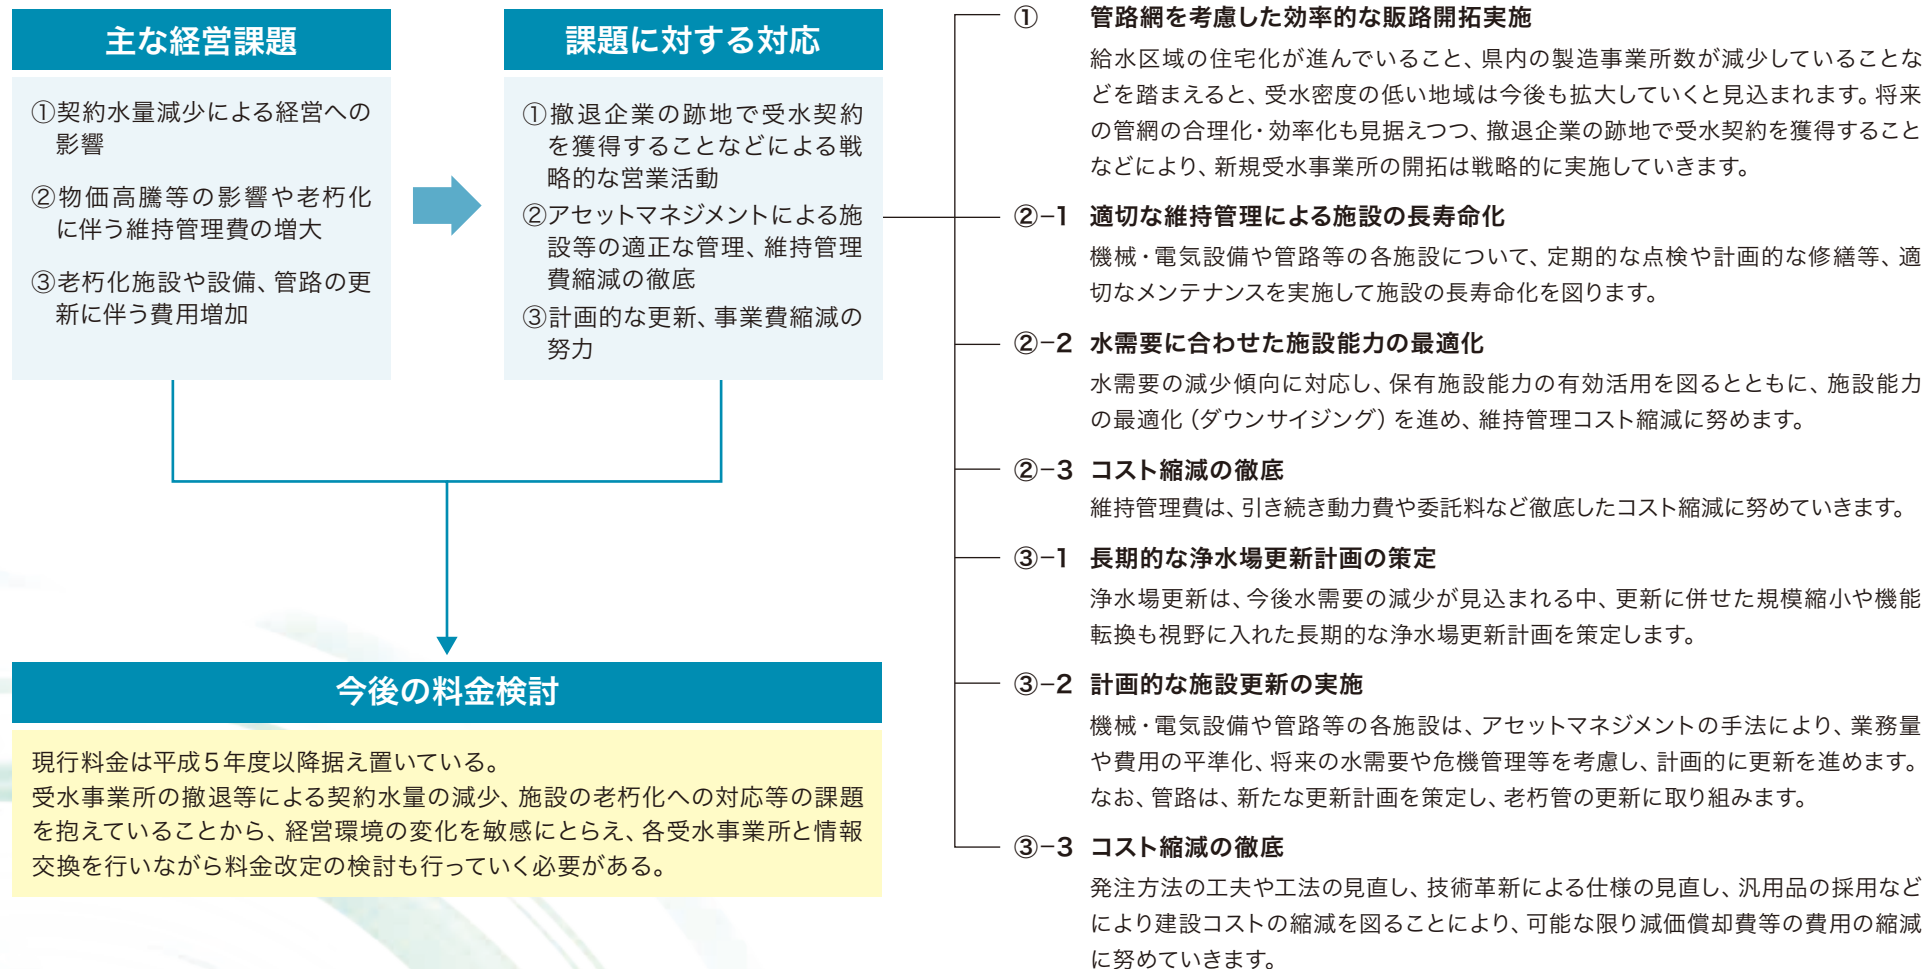 主な経営課題
①契約水量減少による経営への
影響
②物価高騰等の影響や老朽化
に伴う維持管理費の増大
③老朽化施設や設備、管路の更
新に伴う費用増加
課題に対する対応
①撤退企業の跡地で受水契約
を獲得することなどによる戦
略的な営業活動
②アセットマネジメントによる施
設等の適正な管理、維持管理
費縮減の徹底
③計画的な更新、事業費縮減の
努力
今後の料金検討
現行料金は平成5年度以降据え置いている。
受水事業所の撤退等による契約水量の減少、施設の老朽化への対応等の課題
を抱えていることから、経営環境の変化を敏感にとらえ、各受水事業所と情報
交換を行いながら料金改定の検討も行っていく必要がある。
① 管路網を考慮した効率的な販路開拓実施
給水区域の住宅化が進んでいること、県内の製造事業所数が減少していることな
どを踏まえると、受水密度の低い地域は今後も拡大していくと見込まれます。将来
の管網の合理化・効率化も見据えつつ、撤退企業の跡地で受水契約を獲得すること
などにより、新規受水事業所の開拓は戦略的に実施していきます。
②−1 適切な維持管理による施設の長寿命化
機械・電気設備や管路等の各施設について、定期的な点検や計画的な修繕等、適
切なメンテナンスを実施して施設の長寿命化を図ります。
②−2 水需要に合わせた施設能力の最適化
水需要の減少傾向に対応し、保有施設能力の有効活用を図るとともに、施設能力
の最適化（ダウンサイジング）を進め、維持管理コスト縮減に努めます。
②−3 コスト縮減の徹底
維持管理費は、引き続き動力費や委託料など徹底したコスト縮減に努めていきます。
③−1 長期的な浄水場更新計画の策定
浄水場更新は、今後水需要の減少が見込まれる中、更新に併せた規模縮小や機能
転換も視野に入れた長期的な浄水場更新計画を策定します。
③−2 計画的な施設更新の実施
機械・電気設備や管路等の各施設は、アセットマネジメントの手法により、業務量
や費用の平準化、将来の水需要や危機管理等を考慮し、計画的に更新を進めます。
なお、管路は、新たな更新計画を策定し、老朽管の更新に取り組みます。
③−3 コスト縮減の徹底
発注方法の工夫や工法の見直し、技術革新による仕様の見直し、汎用品の採用など
により建設コストの縮減を図ることにより、可能な限り減価償却費等の費用の縮減
に努めていきます。